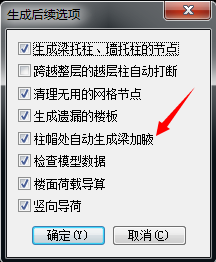 生成后续选项
生成梁托柱、墙托柱的节点
跨越整层的越层柱自动打断
清理无用的网格节点
生成遗漏的楼板
柱帽处自动生成梁加腋
检查模型数据
楼面荷载导算
竖向导荷
确定(Y) 取消(C)